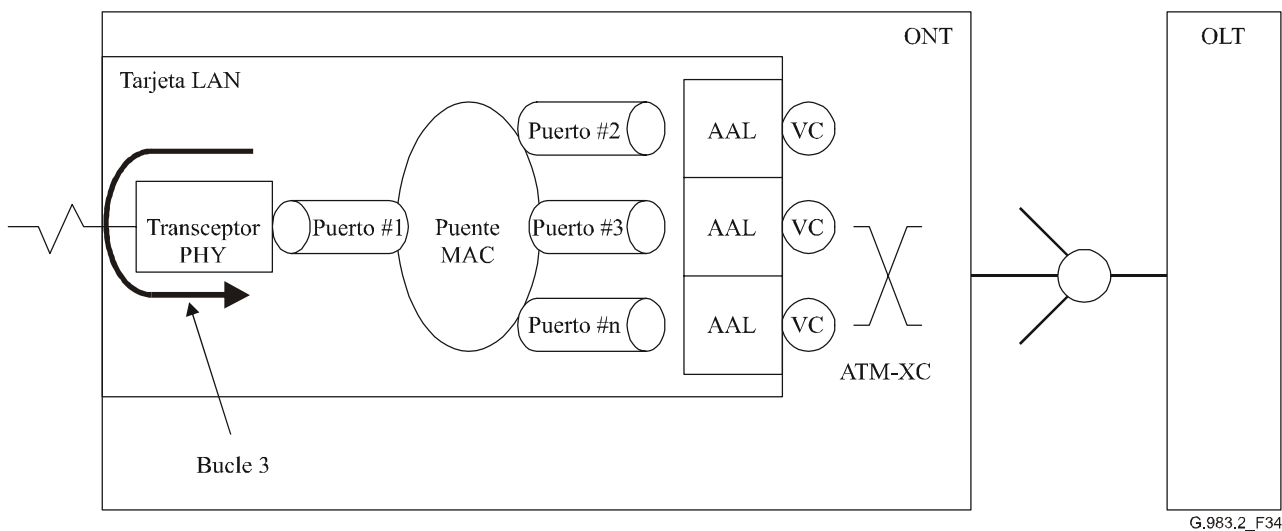 ONT
OLT
Tarjeta LAN
Puerto #2
AAL
VC
Transceptor
PHY
Puerto #1
Puente
MAC
Puerto #3
AAL
VC
Puerto #n
AAL
VC
ATM-XC
Bucle 3
G.983.2_F34